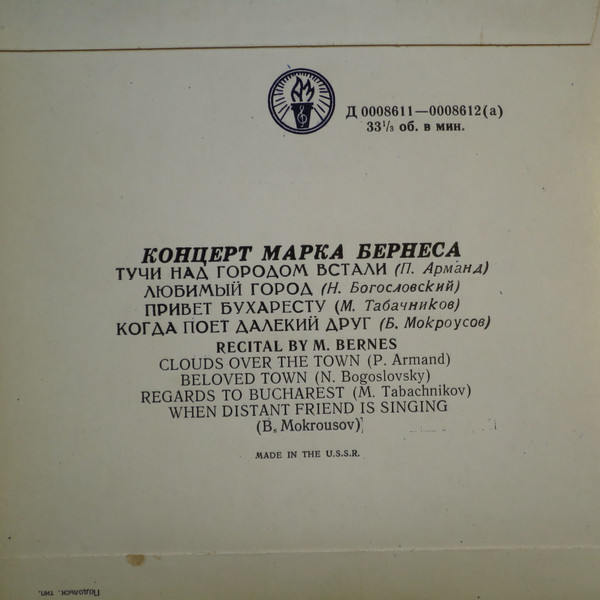 Д 0008611—0008612(а)
33⅓ об. в мин.
КОНЦЕРТ МАРКА БЕРНЕСА
ТУЧИ НАД ГОРОДОМ ВСТАЛИ (П. Арманд)
ЛЮБИМЫЙ ГОРОД (Н. Богословский)
ПРИВЕТ БУХАРЕСТУ (М. Табачников)
КОГДА ПОЕТ ДАЛЕКИЙ ДРУГ (Б. Мокроусов)
RECITAL BY M. BERNES
CLOUDS OVER THE TOWN (P. Armand)
BELOVED TOWN (N. Bogoslovsky)
REGARDS TO BUCHAREST (M. Tabachnikov)
WHEN DISTANT FRIEND IS SINGING
(B. Mokrousov)
MADE IN THE U.S.S.R.
Подольск. тип.